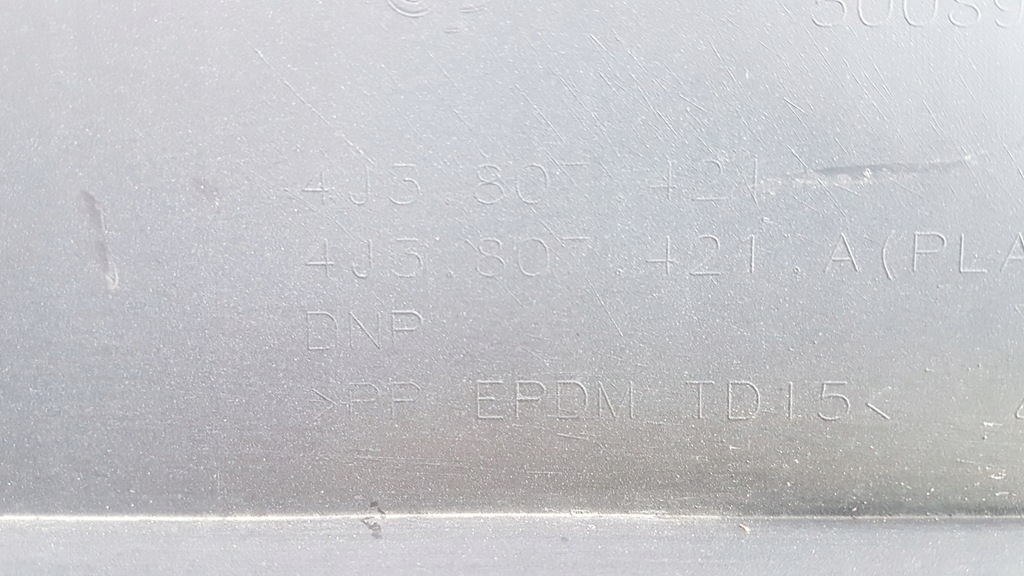 4J3.807.421
4J3.807.421.A(PLA
DNP
>PP EPDM TD15<